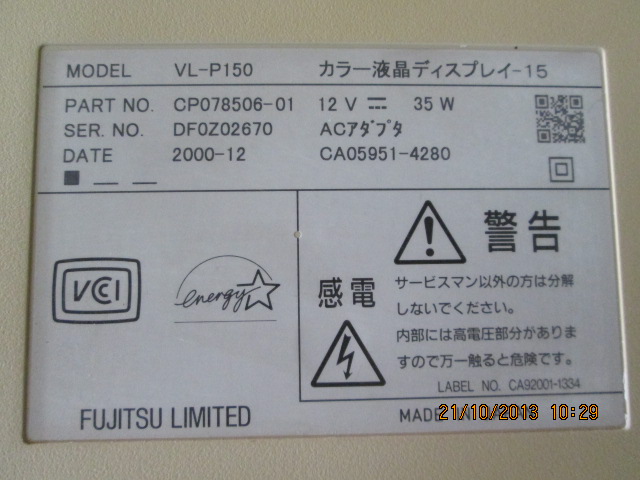 MODEL VL-P150 カラー液晶ディスプレイ-15
PART NO. CP078506-01 12 V ⎓ 35 W
SER. NO. DF0Z02670 ACアダプタ
DATE 2000-12 CA05951-4280
警告
VCCI
energy
感電
サービスマン以外の方は分解
しないでください。
内部には高電圧部分がありま
すので万一触ると危険です。
LABEL NO. CA92001-1334
FUJITSU LIMITED
MADE
21/10/2013 10:29